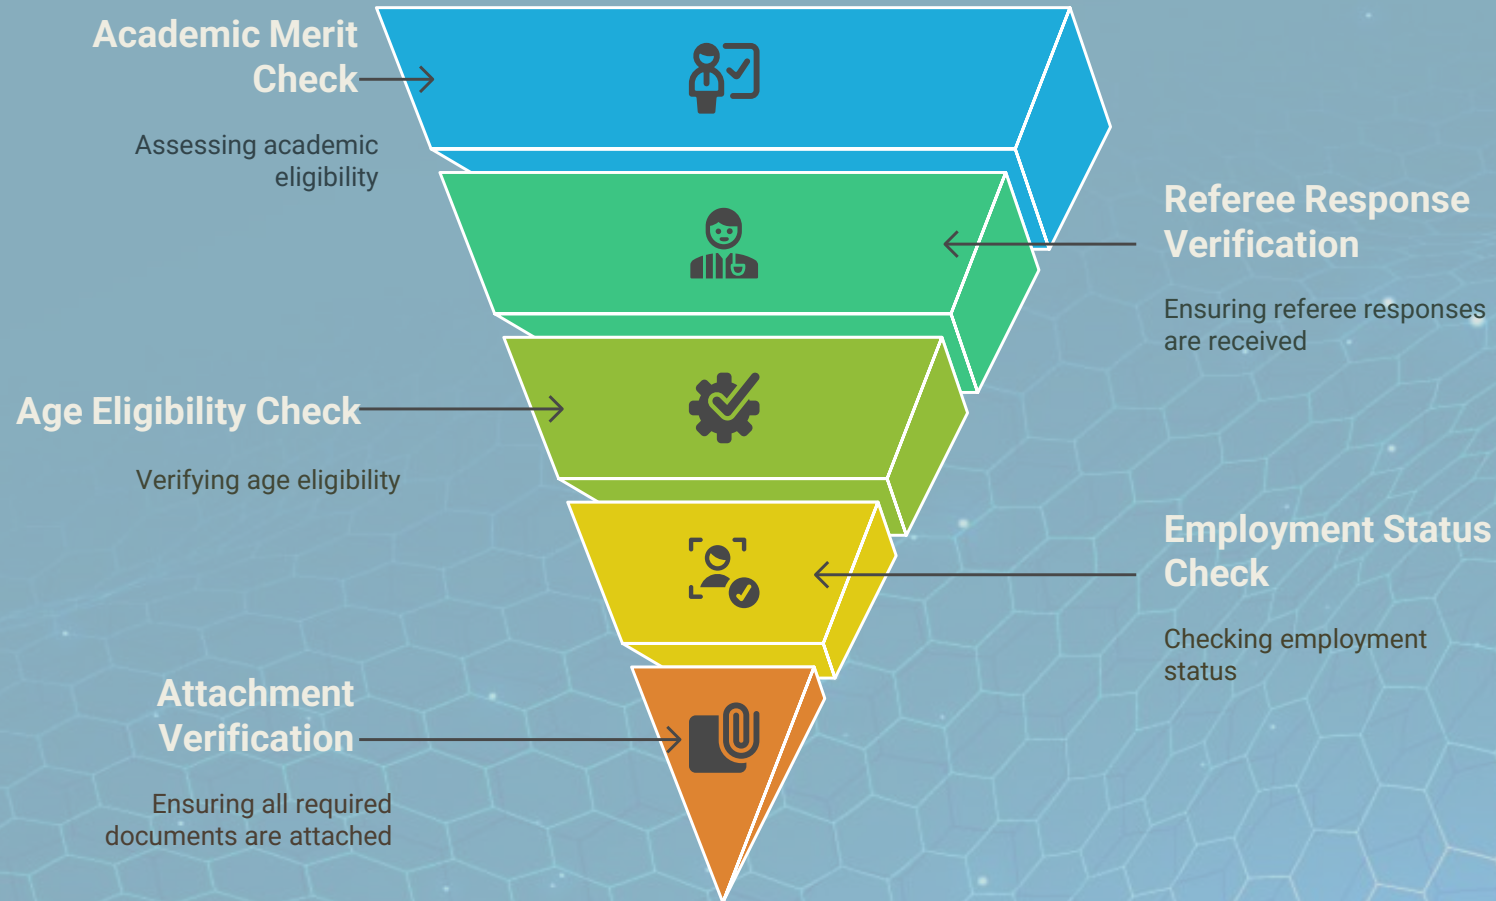 Academic Merit
Check
Assessing academic
eligibility
Referee Response
Verification
Ensuring referee responses
are received
Age Eligibility Check
Verifying age eligibility
Employment Status
Check
Checking employment
status
Attachment
Verification
Ensuring all required
documents are attached